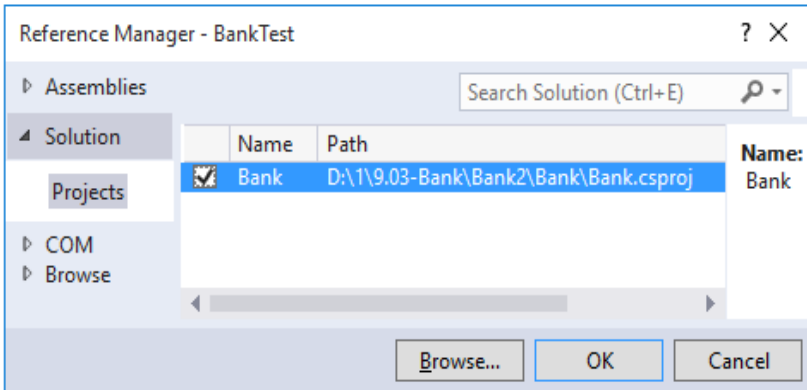 Reference Manager - BankTest ? ×
Assemblies
Search Solution (Ctrl+E)
Solution
Projects
COM
Browse
Name Path
Bank D:\1\9.03-Bank\Bank2\Bank\Bank.csproj
Name:
Bank
Browse... OK Cancel